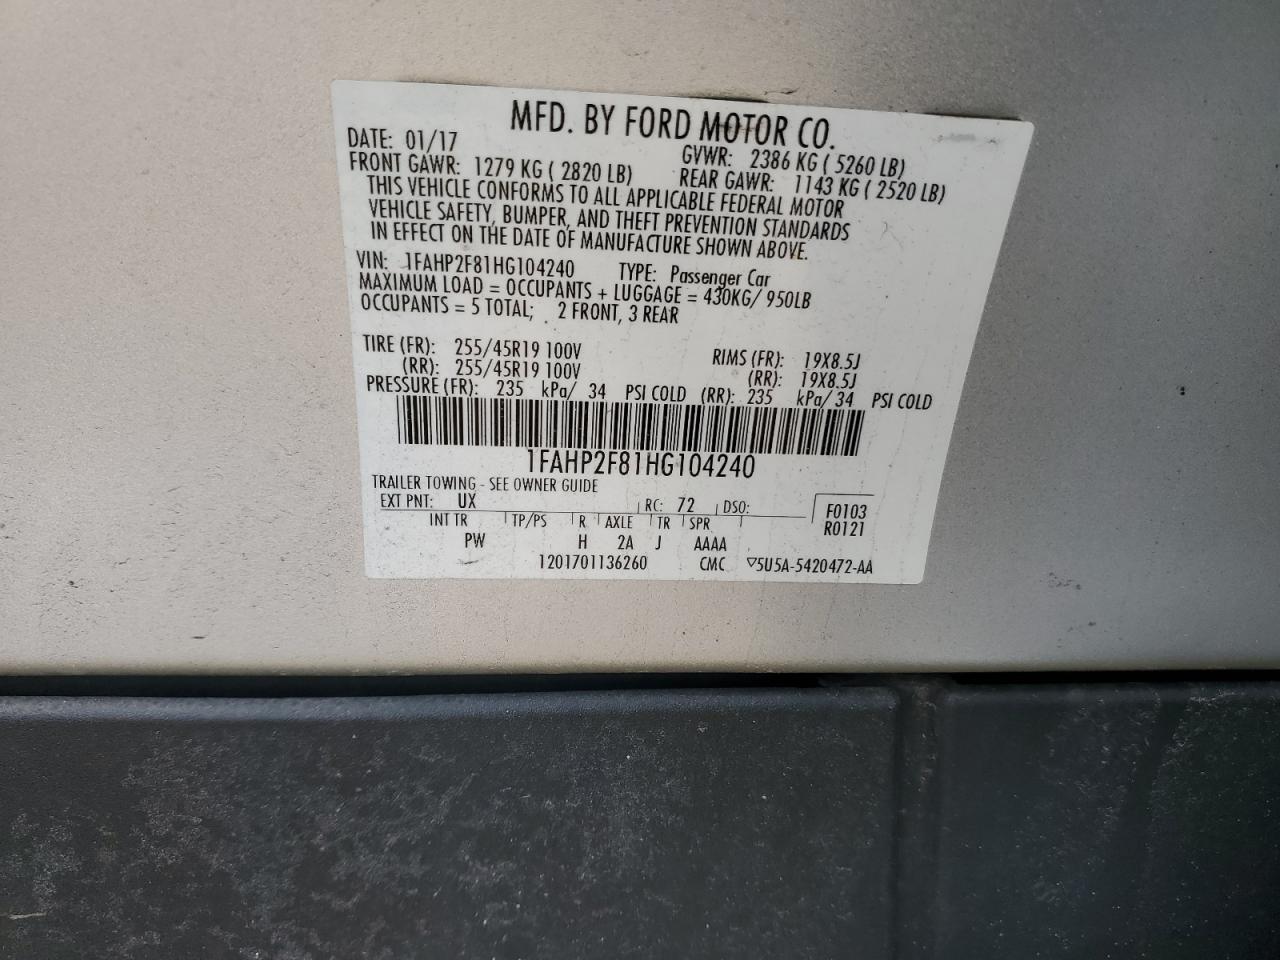 MFD. BY FORD MOTOR CO.
DATE: 01/17 GVWR: 2386 KG ( 5260 LB)
FRONT GAWR: 1279 KG ( 2820 LB) REAR GAWR: 1143 KG ( 2520 LB)
THIS VEHICLE CONFORMS TO ALL APPLICABLE FEDERAL MOTOR
VEHICLE SAFETY, BUMPER, AND THEFT PREVENTION STANDARDS
IN EFFECT ON THE DATE OF MANUFACTURE SHOWN ABOVE.
VIN: 1FAHP2F81HG104240 TYPE: Passenger Car
MAXIMUM LOAD = OCCUPANTS + LUGGAGE = 430KG/ 950LB
OCCUPANTS = 5 TOTAL; 2 FRONT, 3 REAR
TIRE (FR): 255/45R19 100V RIMS (FR): 19X8.5J
(RR): 255/45R19 100V (RR): 19X8.5J
PRESSURE (FR): 235 kPa/ 34 PSI COLD (RR): 235 kPa/ 34 PSI COLD
1FAHP2F81HG104240
TRAILER TOWING - SEE OWNER GUIDE
EXT PNT: UX RC: 72 DSO: F0103
R0121
INT TR TP/PS R AXLE TR SPR
PW H 2A J AAAA
1201701136260 CMC ▽5U5A-5420472-AA